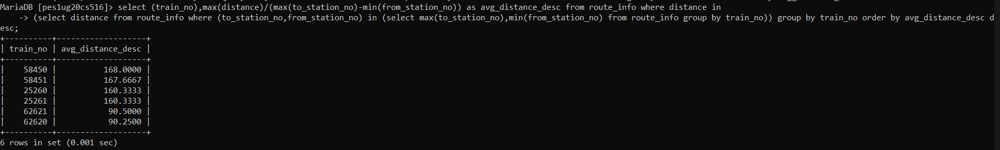 MariaDB [pes1ug20cs516]> select (train_no),max(distance)/(max(to_station_no)-min(from_station_no)) as avg_distance_desc from route_info where distance in
    -> (select distance from route_info where (to_station_no,from_station_no) in (select max(to_station_no),min(from_station_no) from route_info group by train_no)) group by train_no order by avg_distance_desc d
esc;
+----------+-------------------+
| train_no | avg_distance_desc |
+----------+-------------------+
|    58450 |          168.0000 |
|    58451 |          167.6667 |
|    25260 |          160.3333 |
|    25261 |          160.3333 |
|    62621 |           90.5000 |
|    62620 |           90.2500 |
+----------+-------------------+
6 rows in set (0.001 sec)